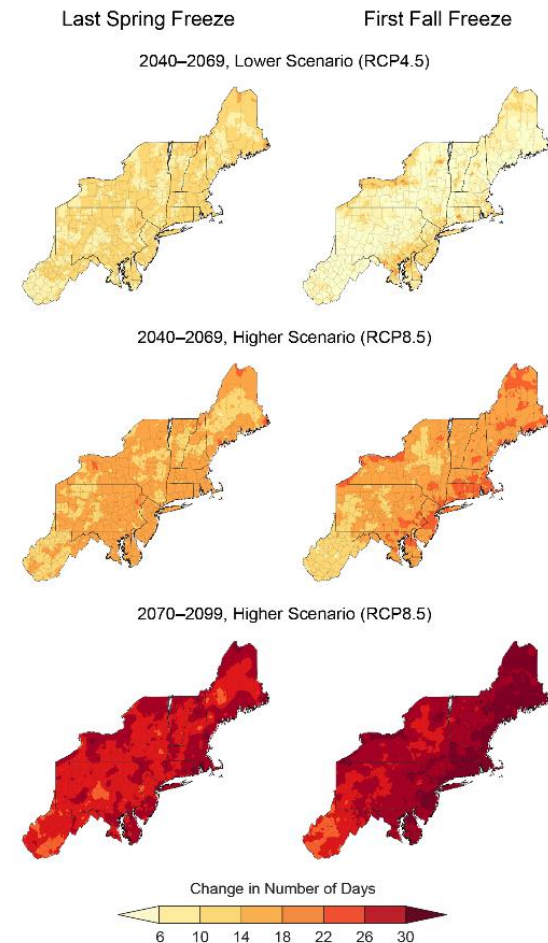 Last Spring Freeze First Fall Freeze
2040–2069, Lower Scenario (RCP4.5)
2040–2069, Higher Scenario (RCP8.5)
2070–2099, Higher Scenario (RCP8.5)
Change in Number of Days
6 10 14 18 22 26 30